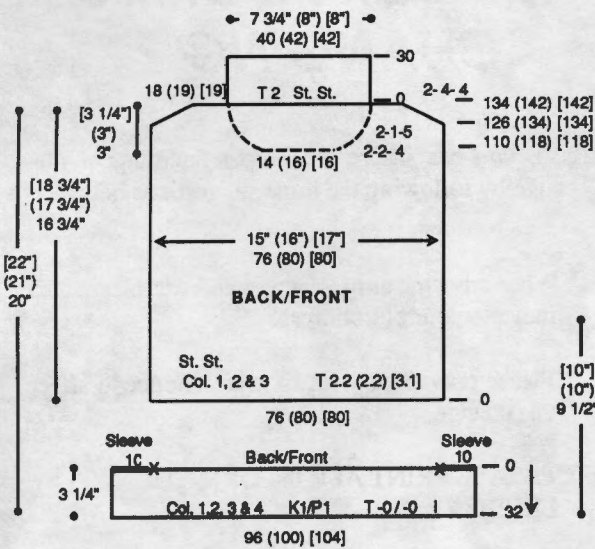 7 3/4" (8") [8"]
40 (42) [42]
30
18 (19) [19]
T 2 St. St.
0
2- 4- 4
[3 1/4"]
(3")
3"
134 (142) [142]
126 (134) [134]
110 (118) [118]
2-1-5
2-2-4
14 (16) [16]
[18 3/4"]
(17 3/4")
16 3/4"
15" (16") [17"]
76 (80) [80]
[22"]
(21")
20"
BACK/FRONT
[10"]
(10")
9 1/2"
St. St.
Col. 1, 2 & 3 T 2.2 (2.2) [3.1]
0
76 (80) [80]
Sleeve Sleeve
10 Back/Front 10
0
3 1/4"
Col. 1,2, 3 & 4 K1/P1 T -0/ -0 I
32
96 (100) [104]